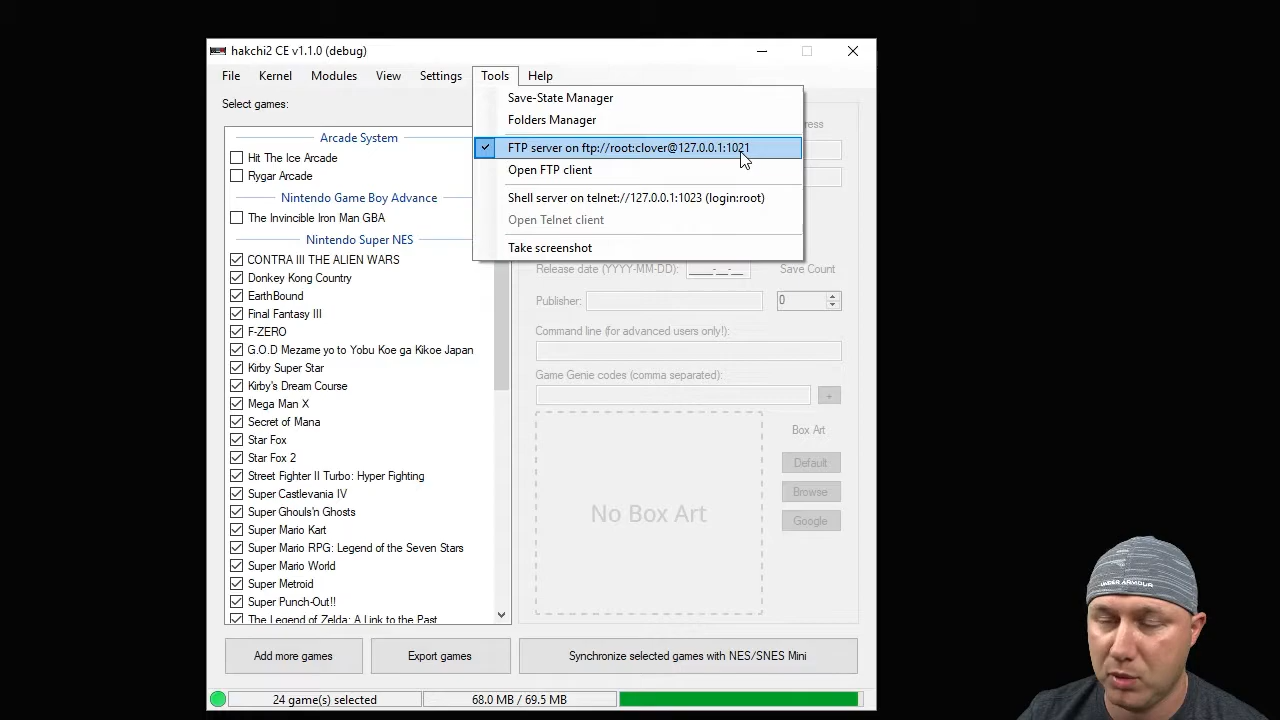 hakchi2 CE v1.1.0 (debug)
File Kernel Modules View Settings Tools Help
Select games:
Arcade System
Hit The Ice Arcade
Rygar Arcade
Nintendo Game Boy Advance
The Invincible Iron Man GBA
Nintendo Super NES
CONTRA III THE ALIEN WARS
Donkey Kong Country
EarthBound
Final Fantasy III
F-ZERO
G.O.D Mezame yo to Yobu Koe ga Kikoe Japan
Kirby Super Star
Kirby's Dream Course
Mega Man X
Secret of Mana
Star Fox
Star Fox 2
Street Fighter II Turbo: Hyper Fighting
Super Castlevania IV
Super Ghouls'n Ghosts
Super Mario Kart
Super Mario RPG: Legend of the Seven Stars
Super Mario World
Super Metroid
Super Punch-Out!!
The Legend of Zelda: A Link to the Past
Save-State Manager
Folders Manager
FTP server on ftp://root:clover@127.0.0.1:1021
Open FTP client
Shell server on telnet://127.0.0.1:1023 (login:root)
Open Telnet client
Take screenshot
Release date (YYYY-MM-DD): ____-__-__ Save Count
Publisher: 0
Command line (for advanced users only!):
Game Genie codes (comma separated):
+
No Box Art
Box Art
Default
Browse
Google
Add more games
Export games
Synchronize selected games with NES/SNES Mini
24 game(s) selected
68.0 MB / 69.5 MB
UNDER ARMOUR